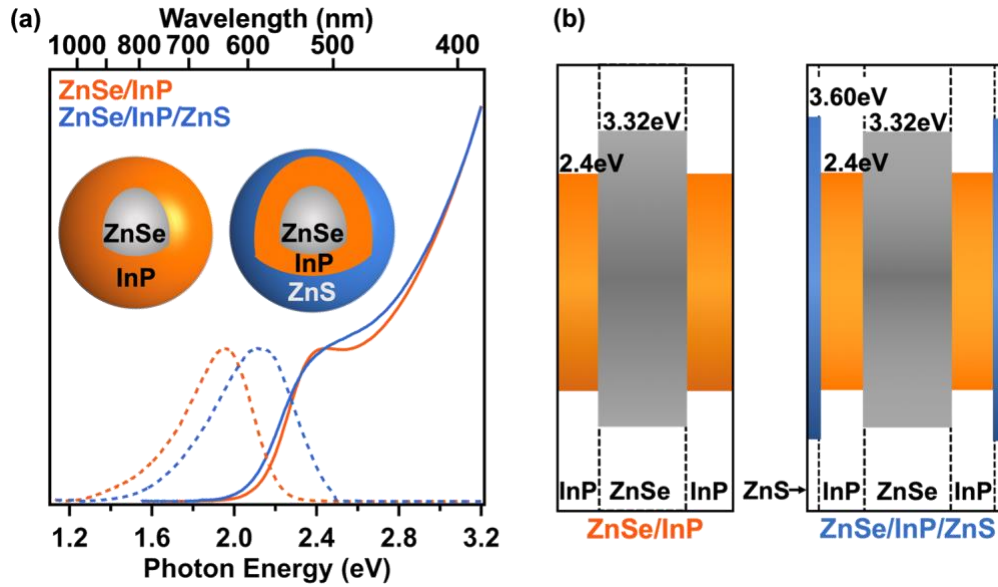 (a)
Wavelength (nm)
1000 800 700 600 500 400
ZnSe/InP
ZnSe/InP/ZnS
ZnSe
InP
ZnSe
InP
ZnS
1.2 2.0 2.4 2.8 3.2
Photon Energy (eV)
(b)
3.32eV
2.4eV
InP ZnSe InP
ZnSe/InP
3.60eV
3.32eV
2.4eV
ZnS→ InP ZnSe InP
ZnSe/InP/ZnS